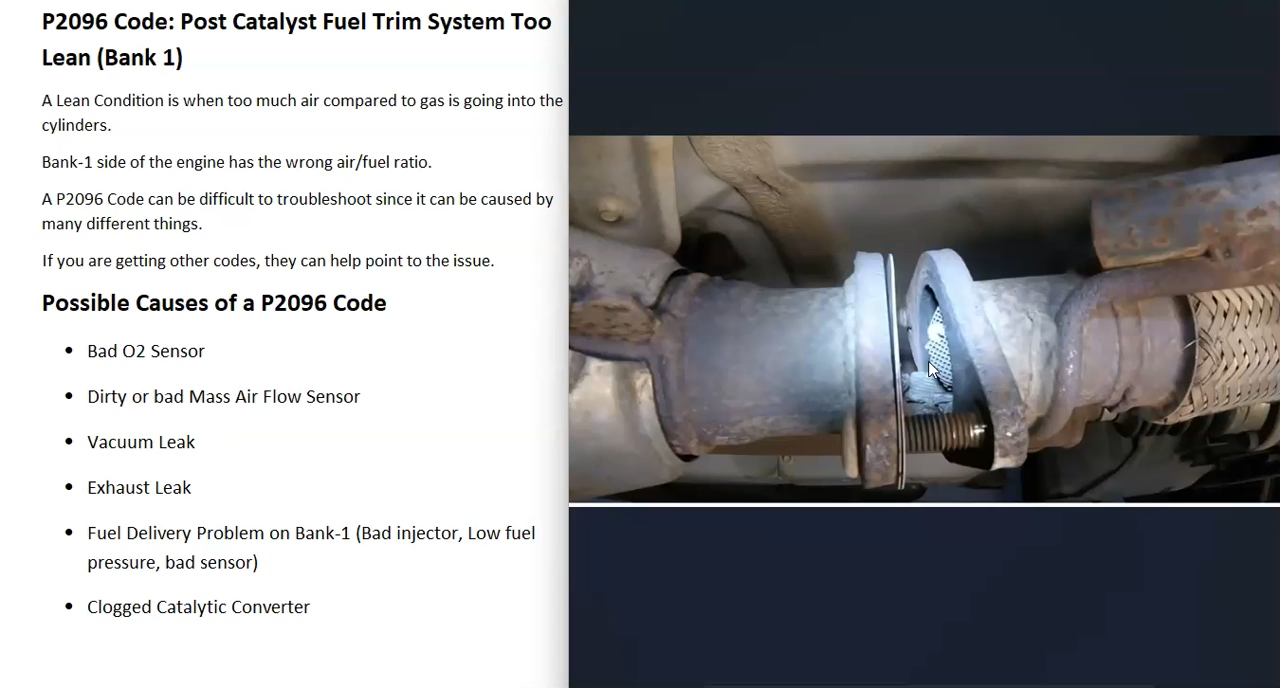 P2096 Code: Post Catalyst Fuel Trim System Too
Lean (Bank 1)
A Lean Condition is when too much air compared to gas is going into the
cylinders.
Bank-1 side of the engine has the wrong air/fuel ratio.
A P2096 Code can be difficult to troubleshoot since it can be caused by
many different things.
If you are getting other codes, they can help point to the issue.
Possible Causes of a P2096 Code
• Bad O2 Sensor
• Dirty or bad Mass Air Flow Sensor
• Vacuum Leak
• Exhaust Leak
• Fuel Delivery Problem on Bank-1 (Bad injector, Low fuel
pressure, bad sensor)
• Clogged Catalytic Converter